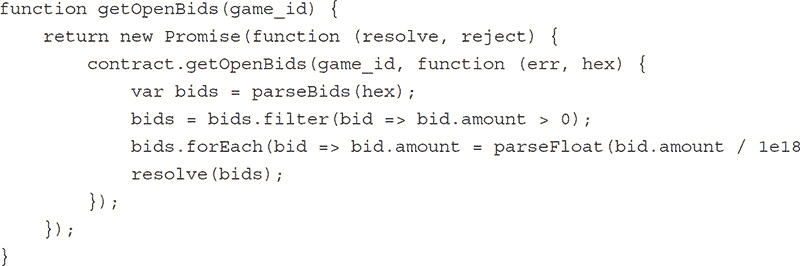 function getOpenBids(game_id) {
    return new Promise(function (resolve, reject) {
        contract.getOpenBids(game_id, function (err, hex) {
            var bids = parseBids(hex);
            bids = bids.filter(bid => bid.amount > 0);
            bids.forEach(bid => bid.amount = parseFloat(bid.amount / 1e18
            resolve(bids);
        });
    });
}